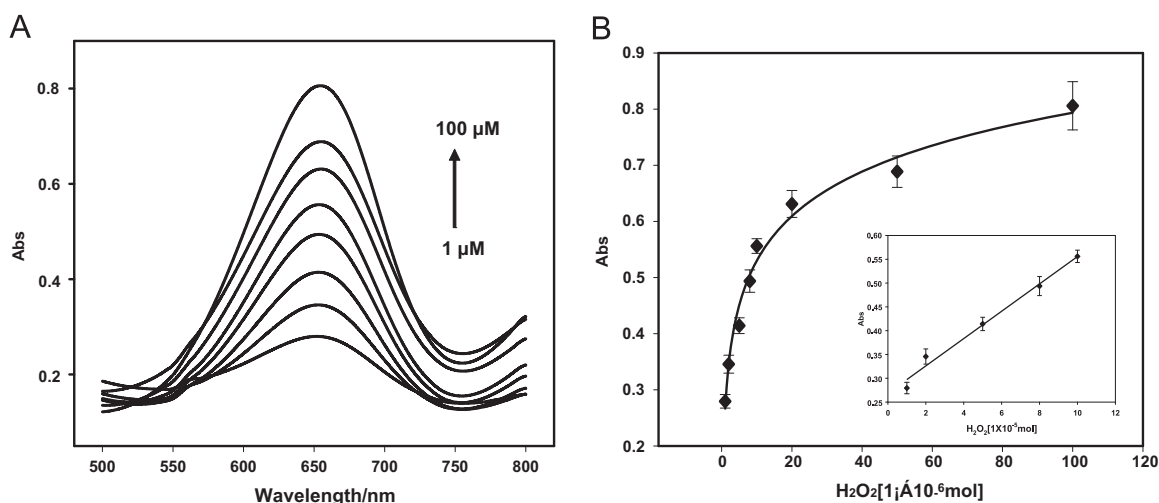 A
0.8
0.6
0.4
0.2
Abs
100 µM
1 µM
500 550 600 650 700 750 800
Wavelength/nm
B
0.9
0.8
0.7
0.6
0.5
0.4
0.3
0.2
Abs
0 20 40 60 80 100 120
H₂O₂[1¡Á10-⁶mol]
0.60
0.55
0.50
0.45
0.40
0.35
0.30
0.25
Abs
0 2 4 6 8 10 12
H₂O₂[1X10⁻⁵mol]